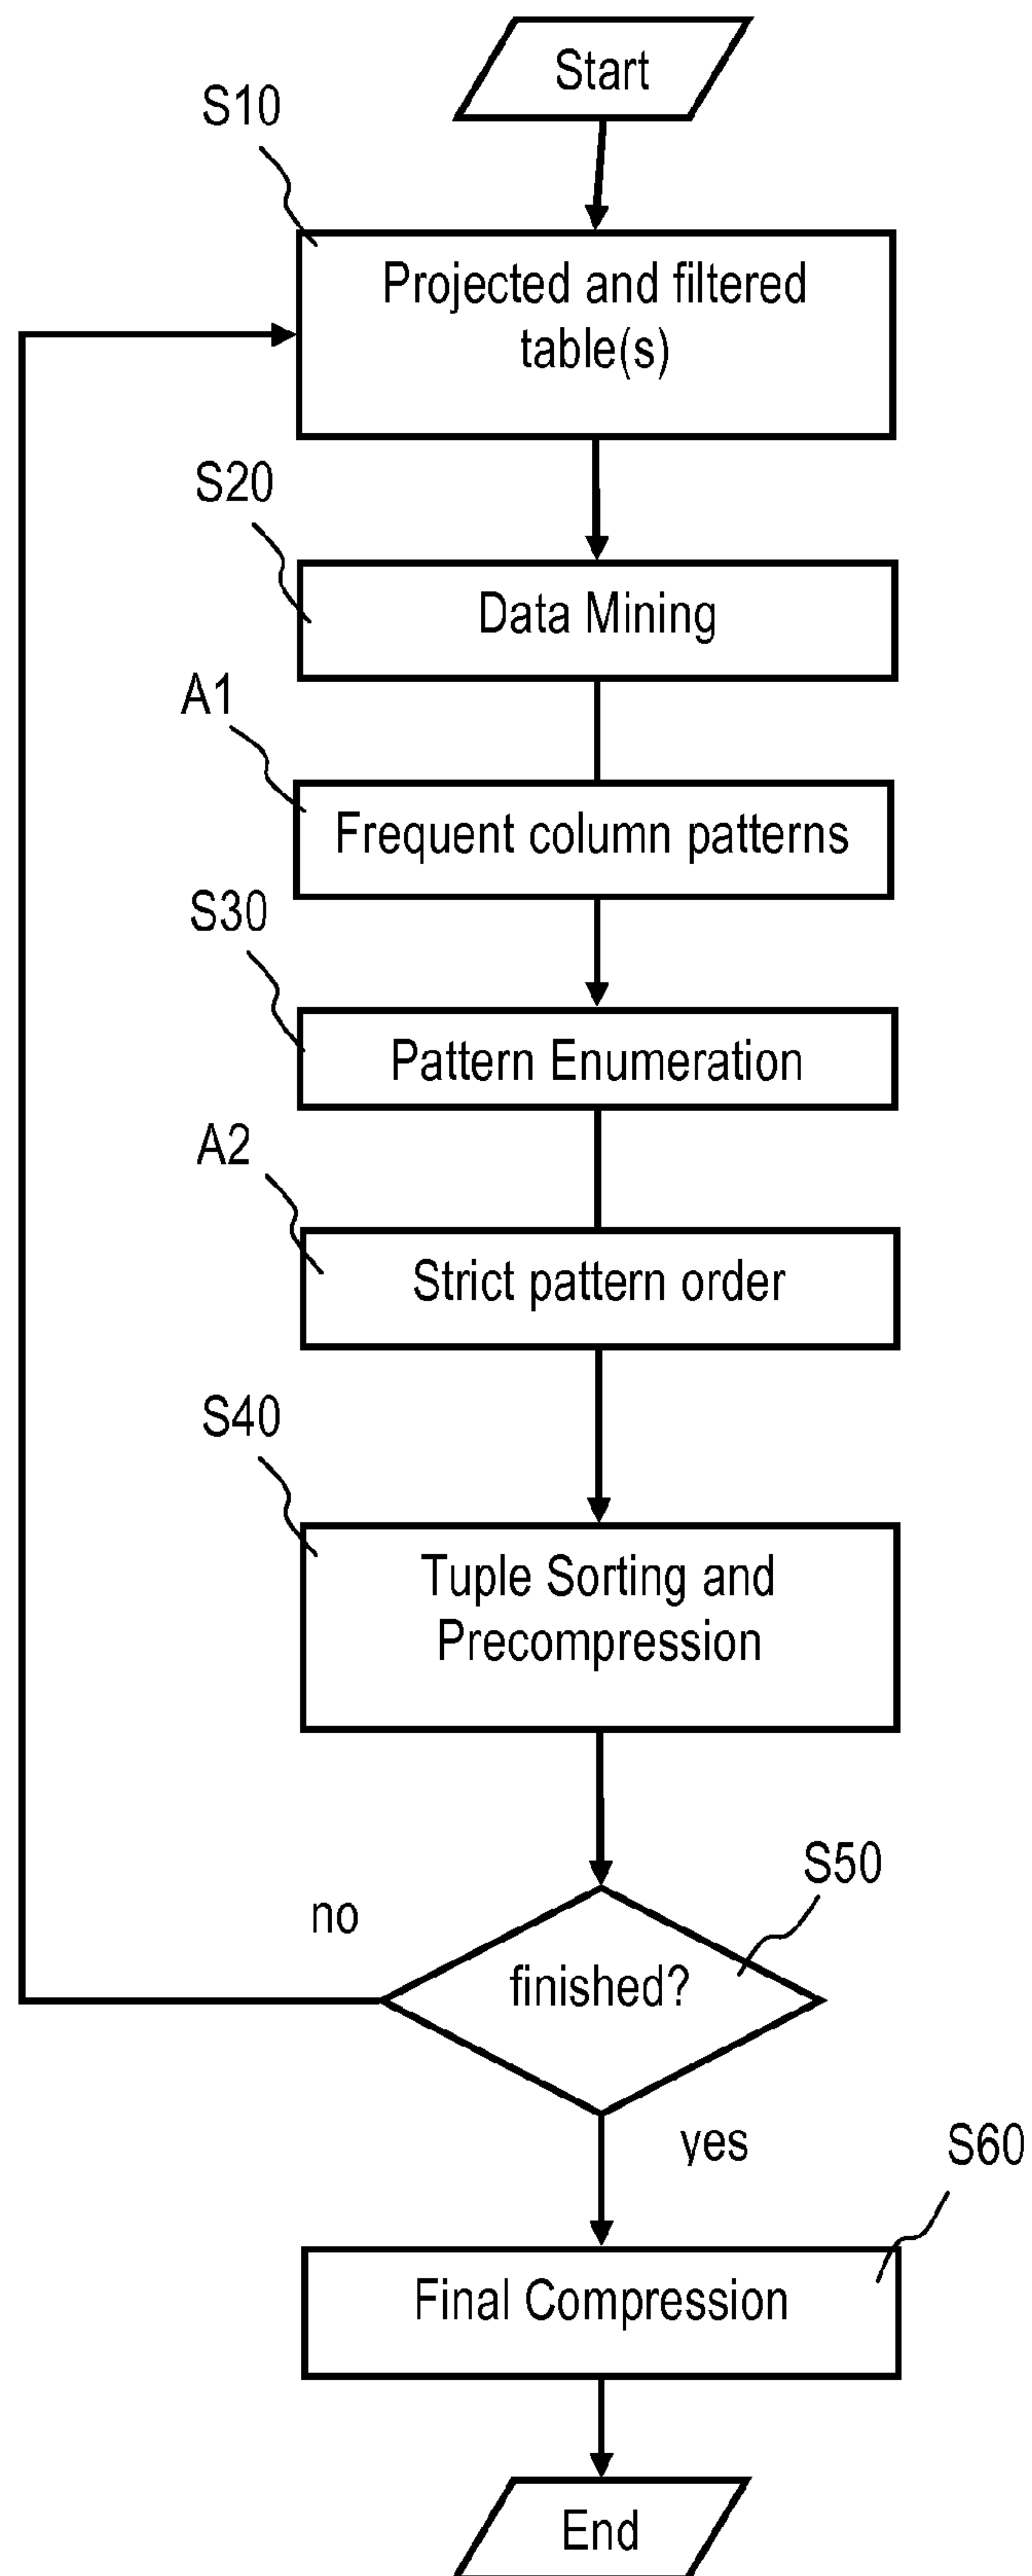 Start
S10
Projected and filtered
table(s)
S20
Data Mining
A1
Frequent column patterns
S30
Pattern Enumeration
A2
Strict pattern order
S40
Tuple Sorting and
Precompression
S50
no
finished?
yes
S60
Final Compression
End